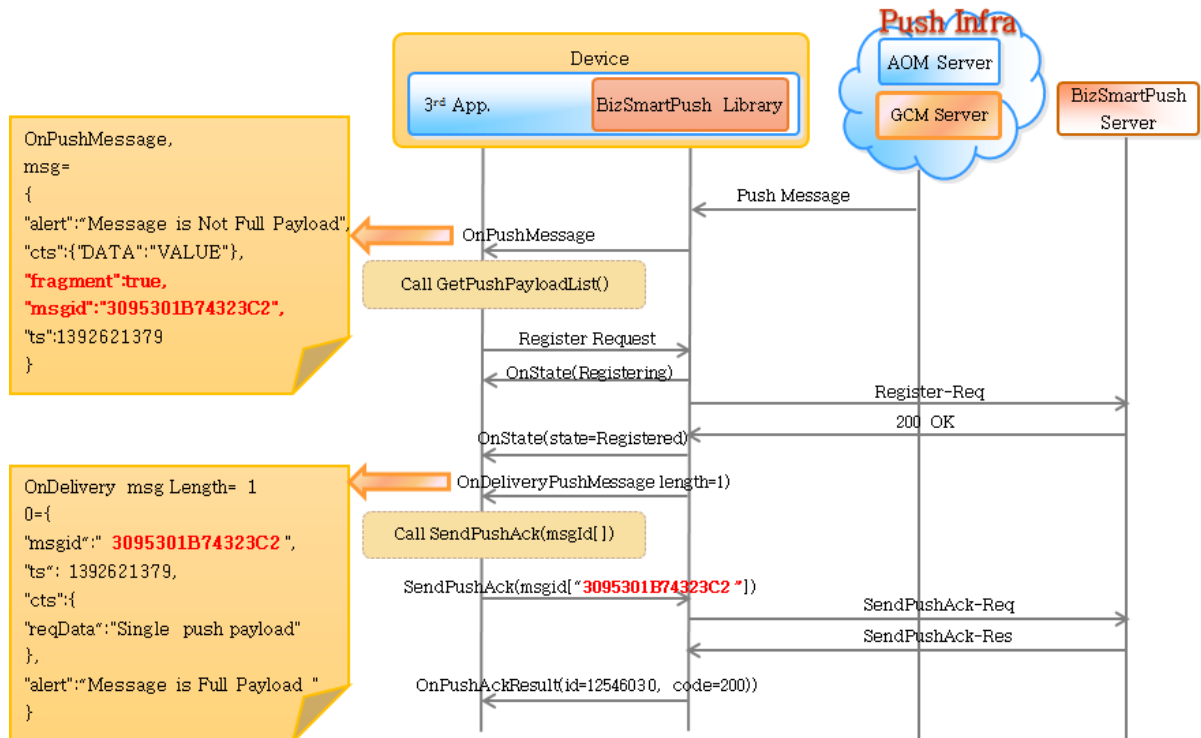 Push Infra
Device
AOM Server
3rd App.
BizSmartPush Library
GCM Server
BizSmartPush
Server
OnPushMessage,
msg=
{
"alert":"Message is Not Full Payload",
"cts":{"DATA":"VALUE"},
"fragment":true,
"msgid":"3095301B74323C2",
"ts":1392621379
}
Push Message
OnPushMessage
Call GetPushPayloadList()
Register Request
OnState(Registering)
Register-Req
200 OK
OnState(state=Registered)
OnDeliveryPushMessage length=1)
OnDelivery msg Length= 1
0={
"msgid":" 3095301B74323C2 ",
"ts": 1392621379,
"cts":{
"reqData":"Single push payload"
},
"alert":"Message is Full Payload "
}
Call SendPushAck(msgId[ ])
SendPushAck(msgid["3095301B74323C2 "])
SendPushAck-Req
SendPushAck-Res
OnPushAckResult(id=12546030, code=200))